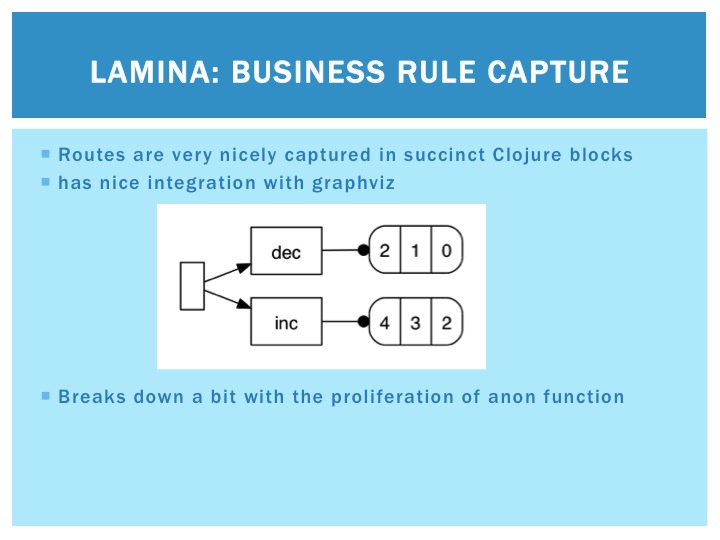 LAMINA: BUSINESS RULE CAPTURE
Routes are very nicely captured in succinct Clojure blocks
has nice integration with graphviz
dec
2 1 0
inc
4 3 2
Breaks down a bit with the proliferation of anon function